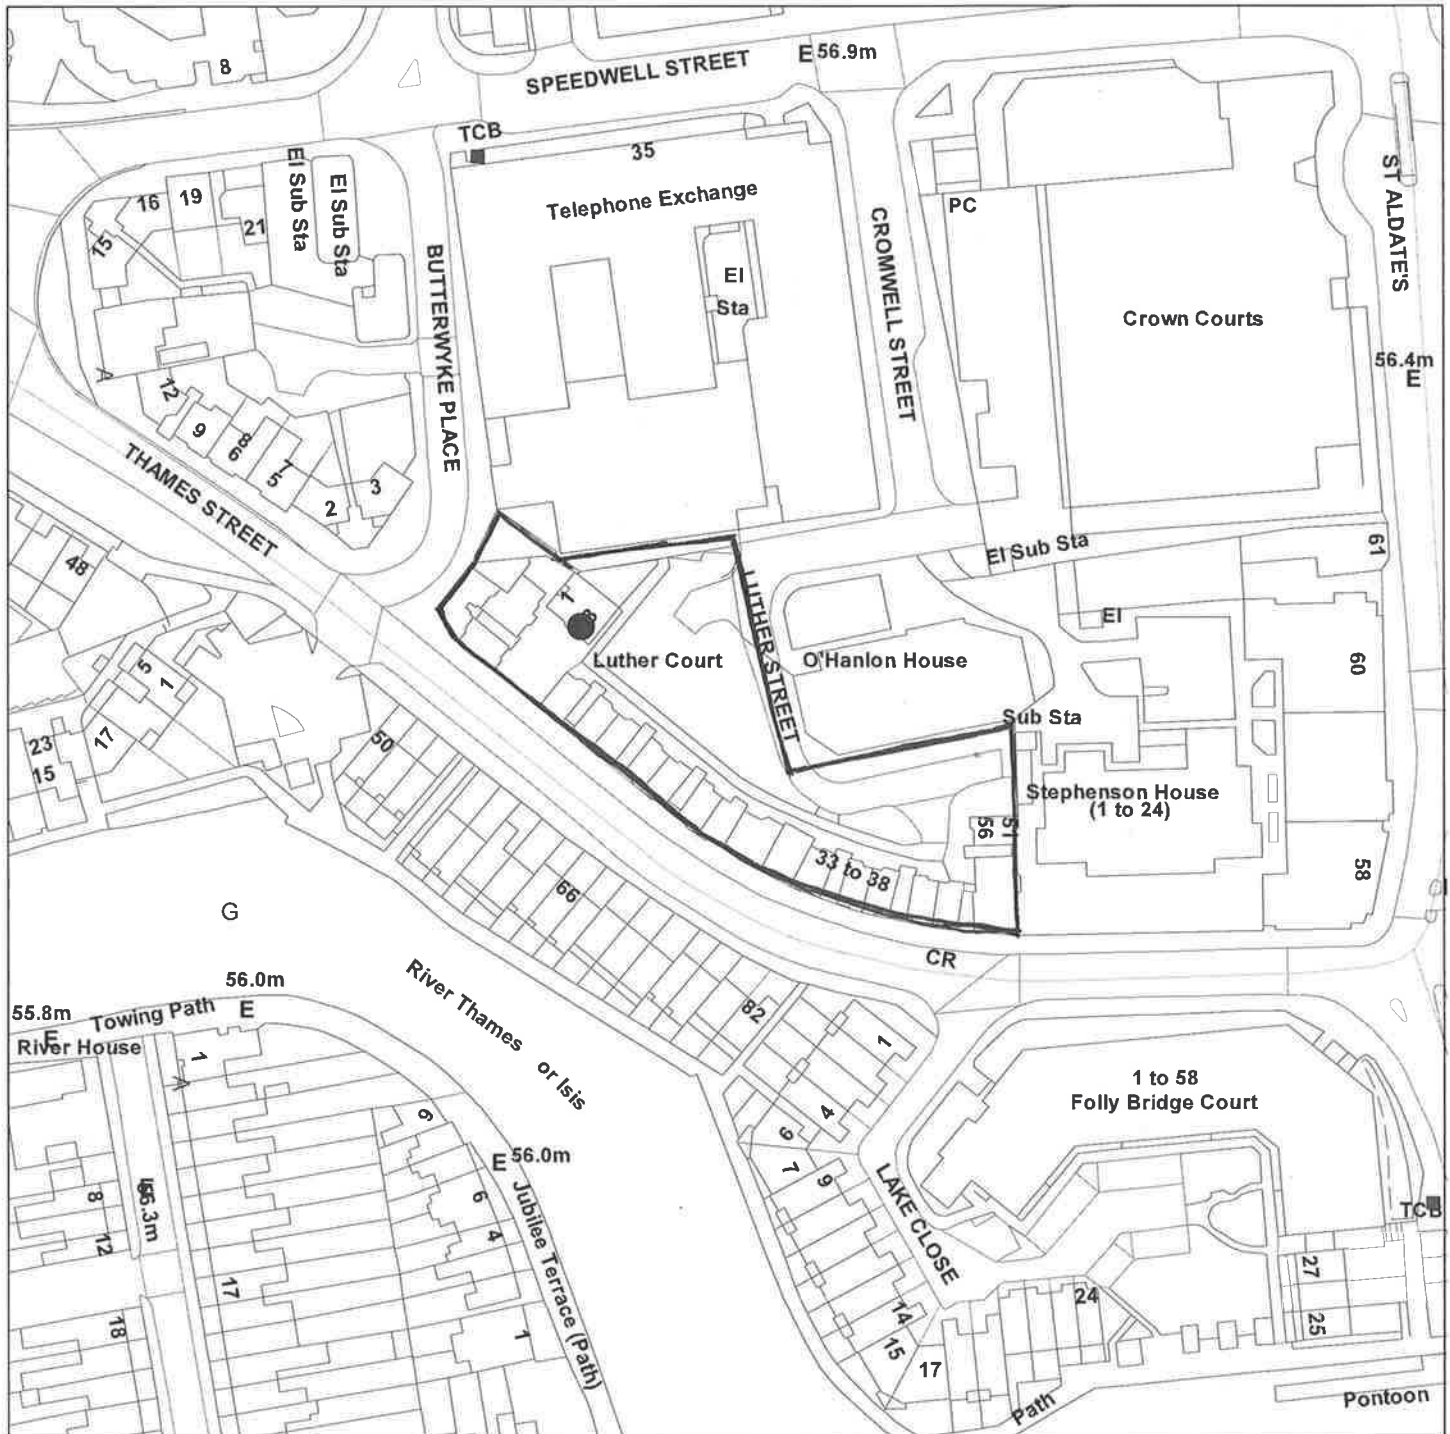 8
SPEEDWELL STREET
E 56.9m
TCB
35
Telephone Exchange
El Sub Sta
El Sub Sta
16
19
21
15
PC
ST ALDATE'S
CROMWELL STREET
BUTTERWYKE PLACE
El
Sta
Crown Courts
56.4m
E
A
12
9
8
6
7
5
2
3
THAMES STREET
48
El Sub Sta
61
1
LUTHER STREET
El
Luther Court
O'Hanlon House
60
5
1
17
23
15
50
Sub Sta
Stephenson House
(1 to 24)
51
56
33 to 38
58
66
G
CR
River Thames or Isis
56.0m
55.8m
Towing Path
E
E
River House
82
1
1
A
1 to 58
Folly Bridge Court
4
6
9
7
9
E 56.0m
LAKE CLOSE
TCB
8
56.3m
6
4
12
Jubilee Terrace (Path)
17
18
1
14
15
17
24
27
25
Path
Pontoon